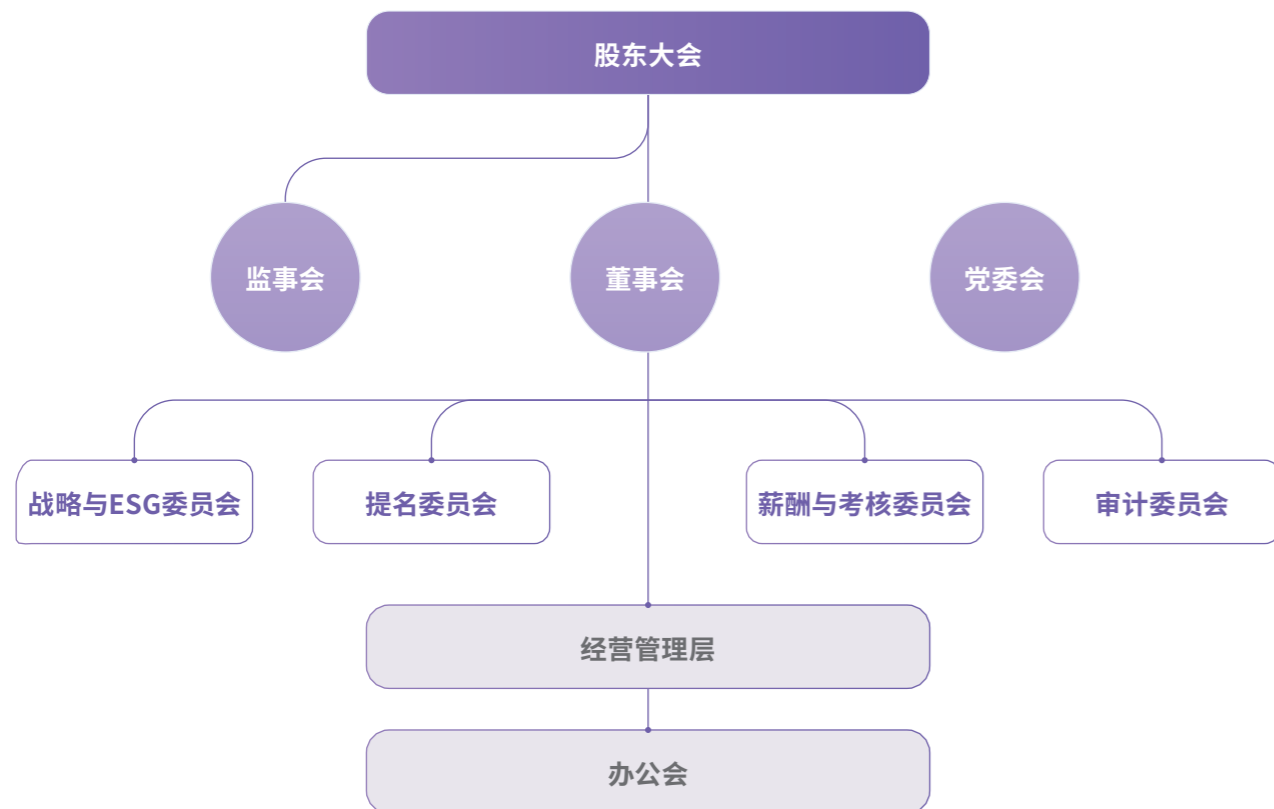 股东大会
监事会
董事会
党委会
战略与ESG委员会
提名委员会
薪酬与考核委员会
审计委员会
经营管理层
办公会